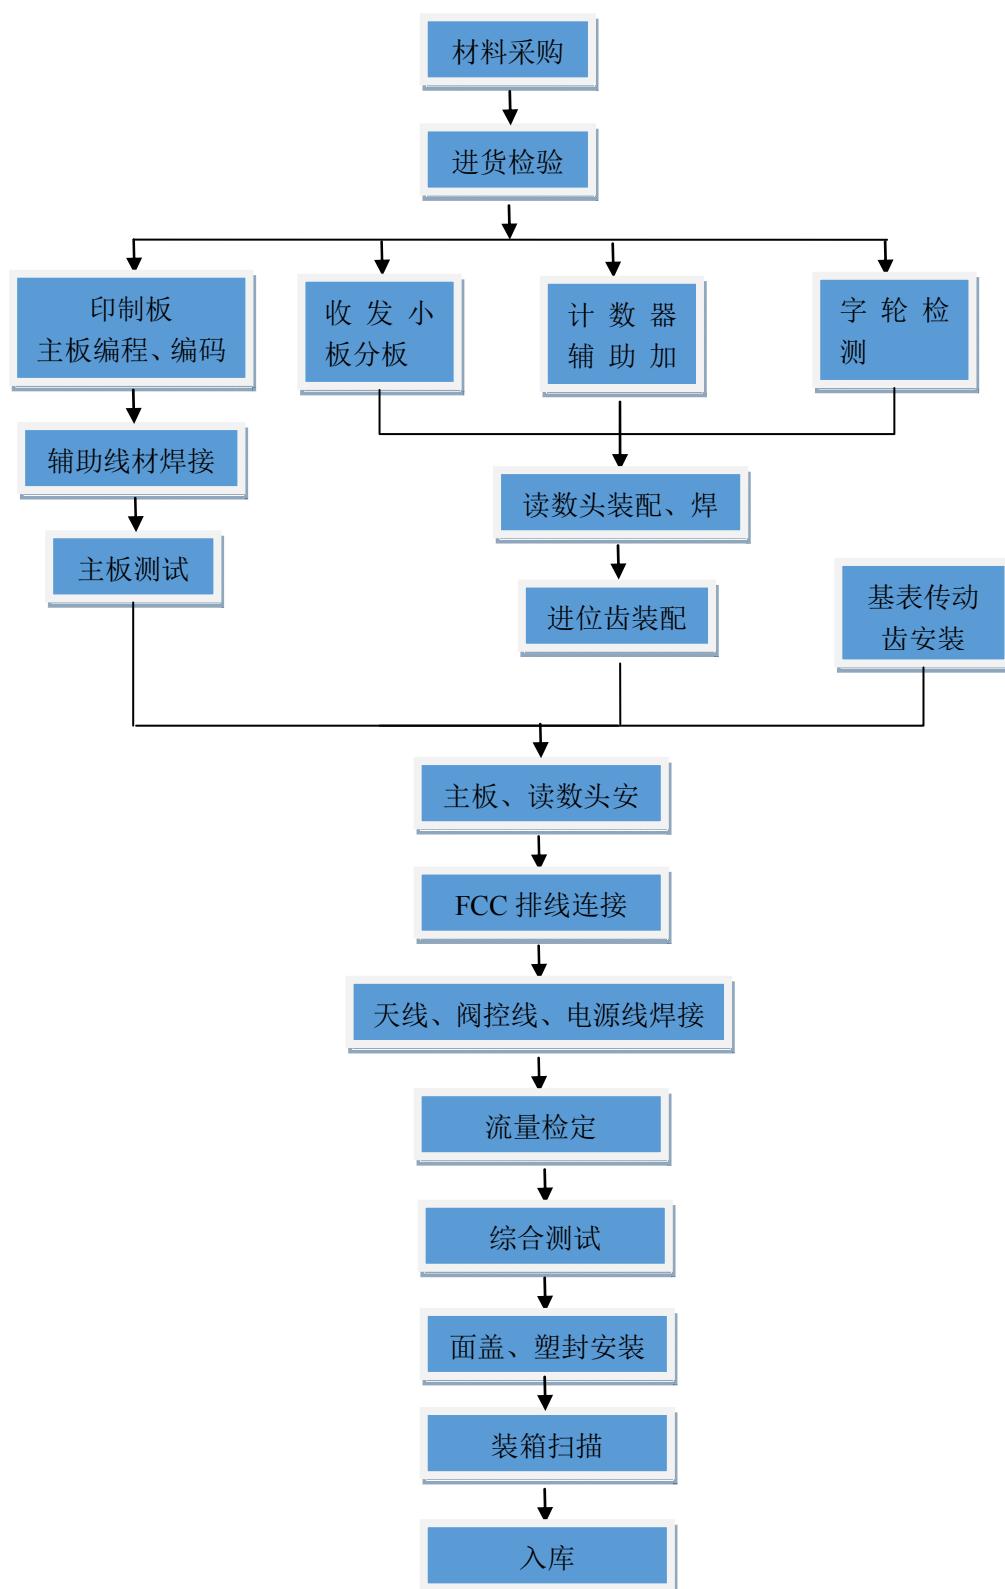 材料采购
进货检验
印制板
主板编程、编码
收发小
板分板
计数器
辅助加
字轮检
测
辅助线材焊接
读数头装配、焊
主板测试
进位齿装配
基表传动
齿安装
主板、读数头安
FCC 排线连接
天线、阀控线、电源线焊接
流量检定
综合测试
面盖、塑封安装
装箱扫描
入库